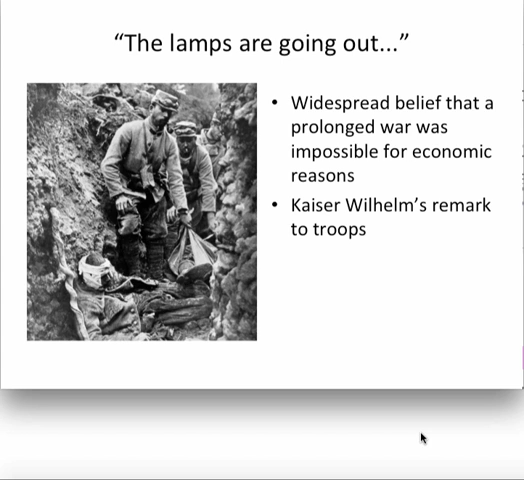 “The lamps are going out...”
• Widespread belief that a
prolonged war was
impossible for economic
reasons
• Kaiser Wilhelm’s remark
to troops